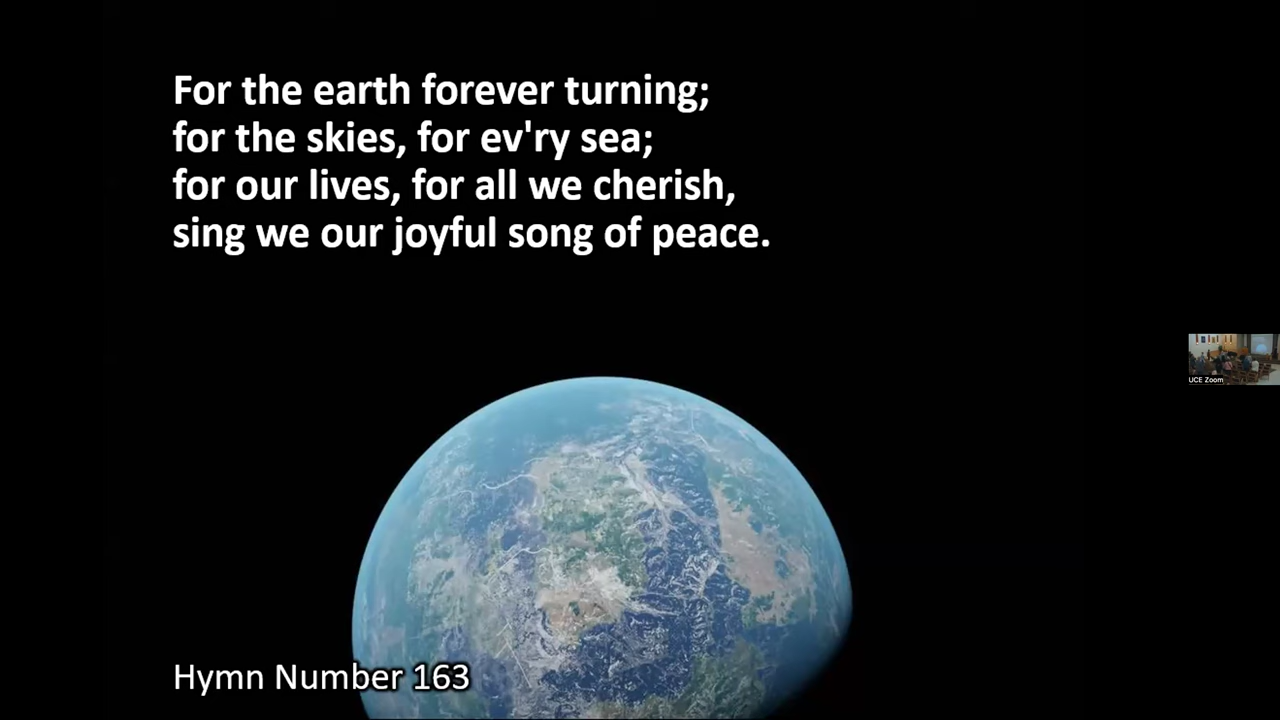 For the earth forever turning;
for the skies, for ev'ry sea;
for our lives, for all we cherish,
sing we our joyful song of peace.
UCE Zoom
Hymn Number 163